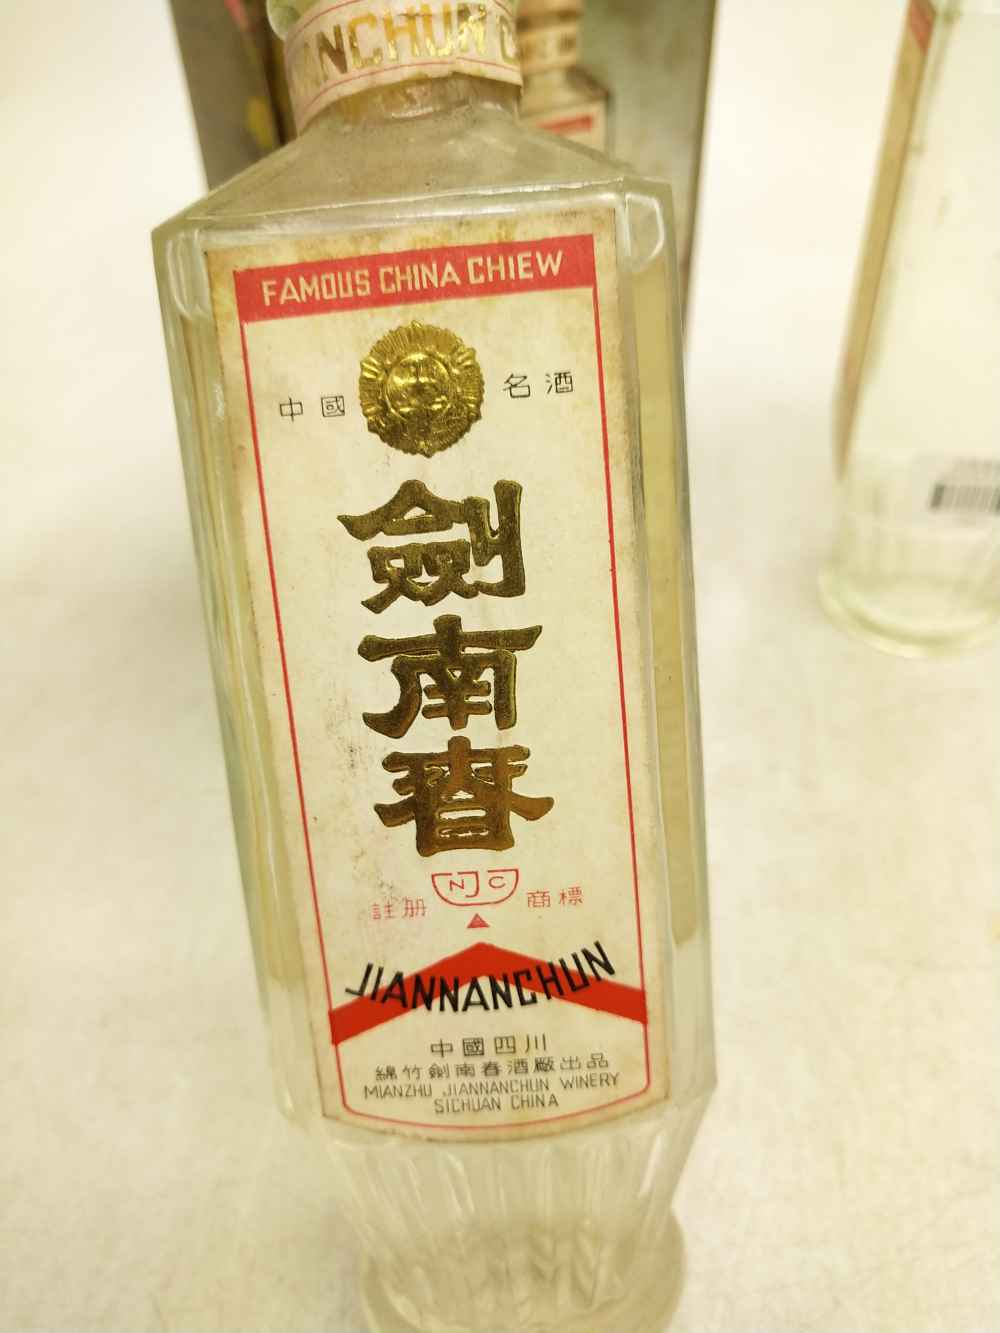 ANCHUN C
FAMOUS CHINA CHIEW
中國 名酒
劍南春
NJC
註册 商標
JIANNANCHUN
中國四川
綿竹劍南春酒廠出品
MIANZHU JIANNANCHUN WINERY
SICHUAN CHINA